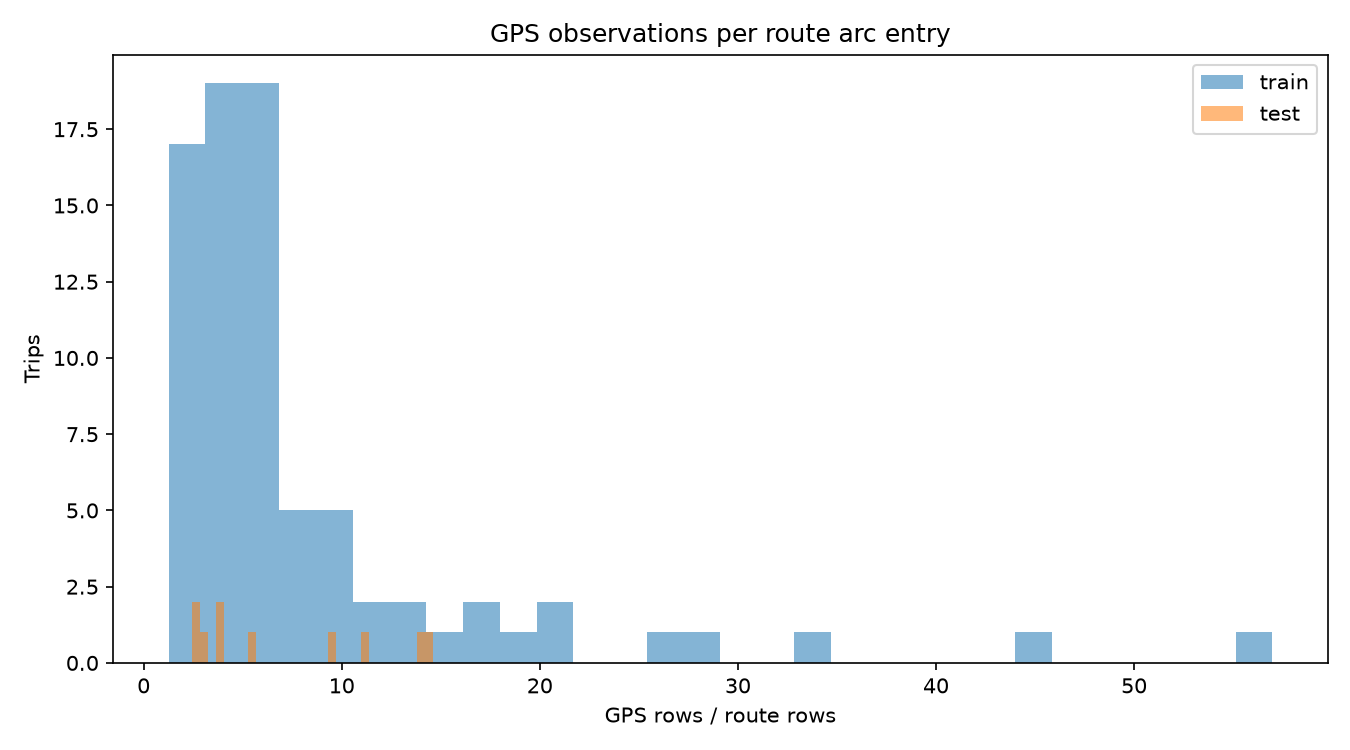 GPS observations per route arc entry
train
test
17.5
15.0
12.5
10.0
7.5
5.0
2.5
0.0
Trips
0 10 20 30 40 50
GPS rows / route rows